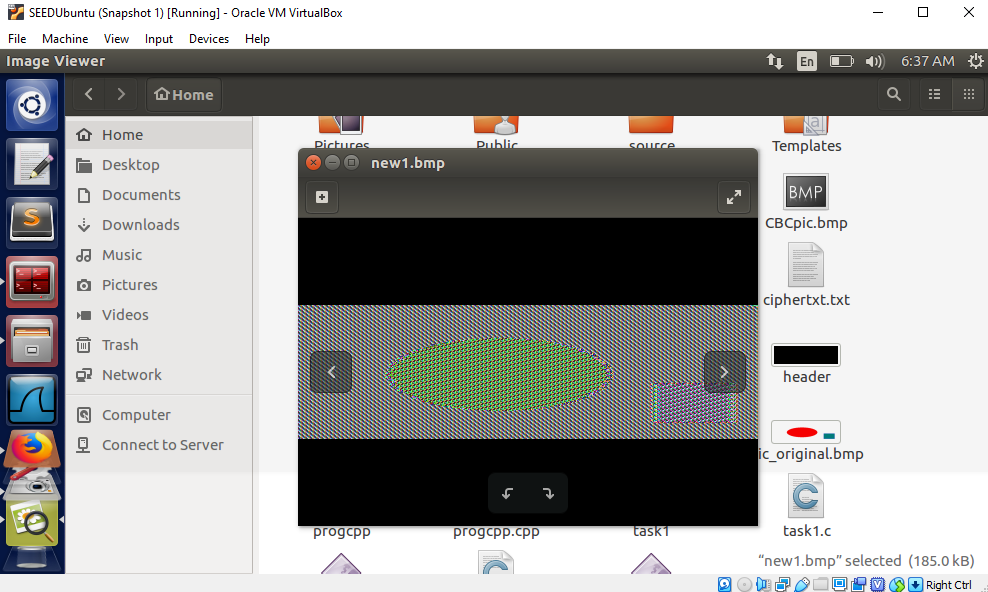 SEEDUbuntu (Snapshot 1) [Running] - Oracle VM VirtualBox
File Machine View Input Devices Help
Image Viewer En 6:37 AM
Home
Home
Desktop
Documents
Downloads
Music
Pictures
Videos
Trash
Network
Computer
Connect to Server
Pictures Public source Templates
new1.bmp
BMP
CBCpic.bmp
ciphertxt.txt
header
ic_original.bmp
progcpp progcpp.cpp task1 task1.c
“new1.bmp” selected (185.0 kB)
Right Ctrl